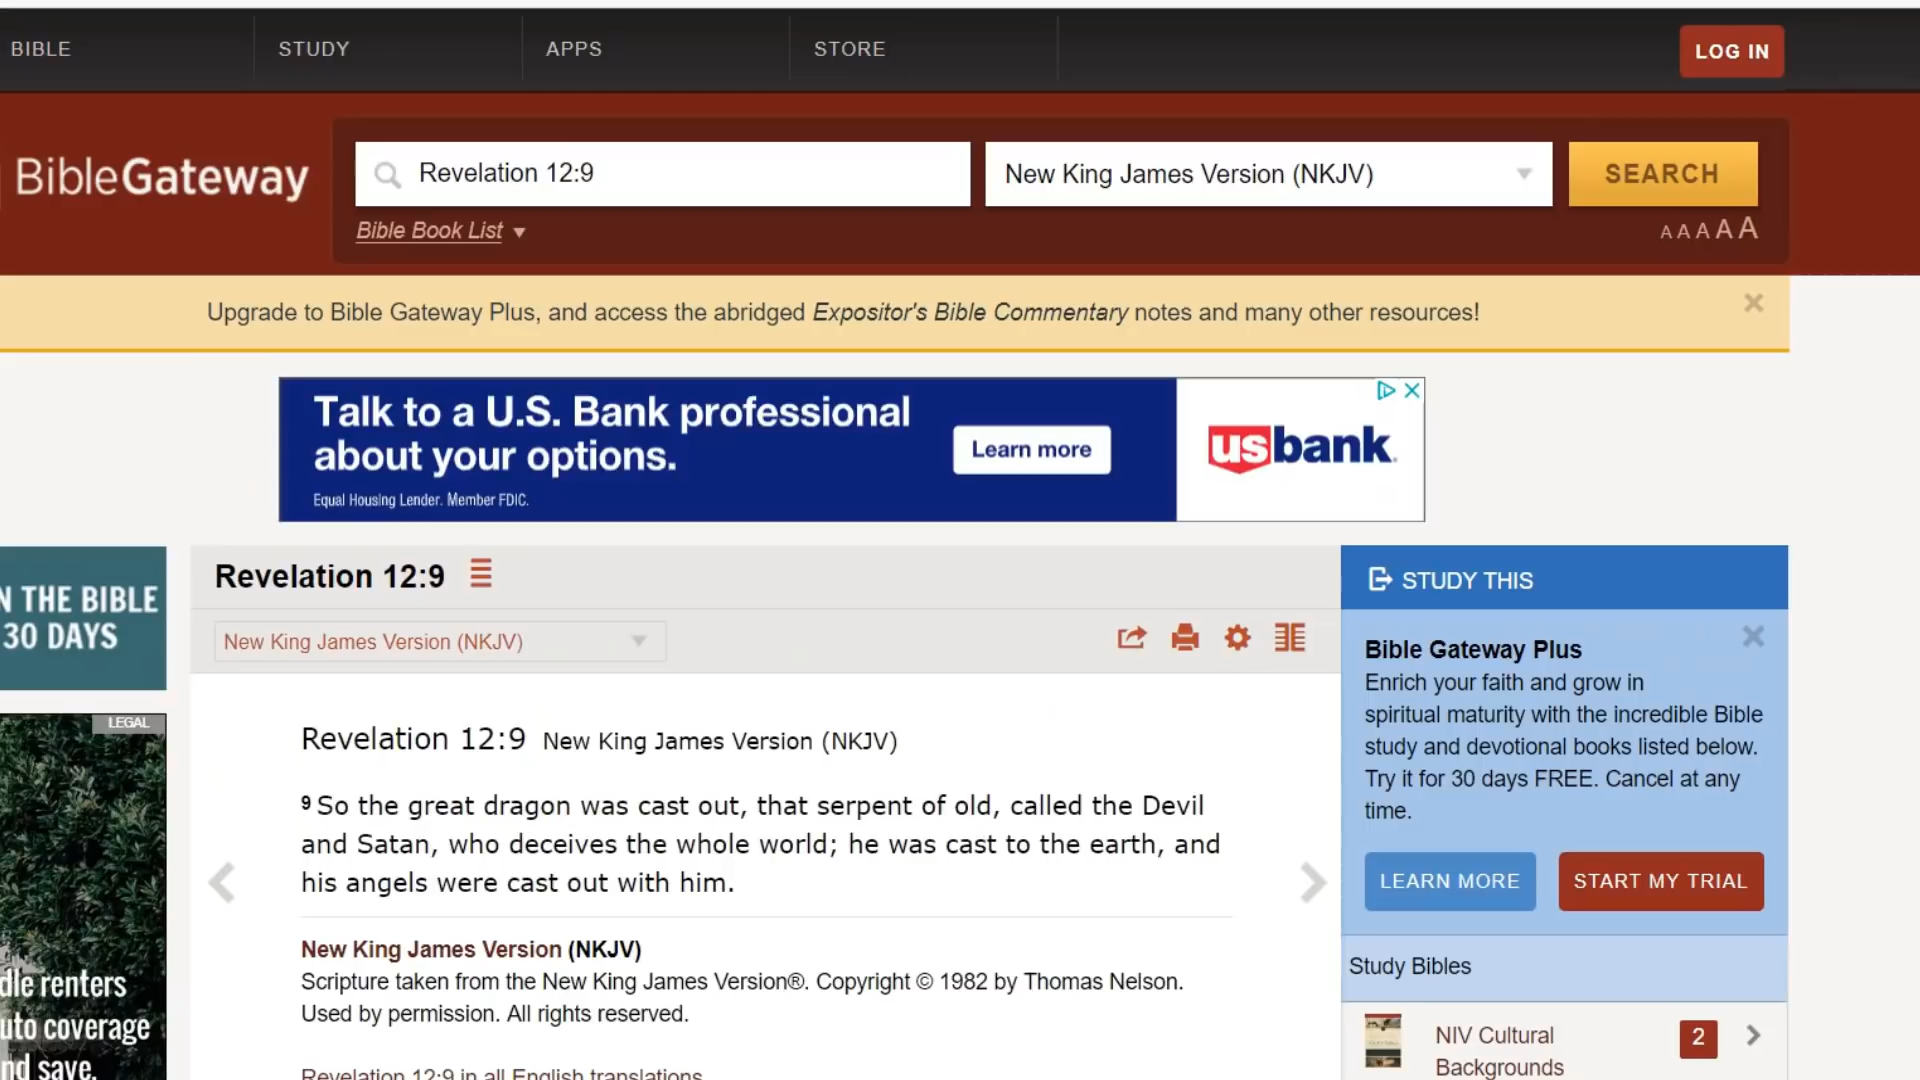 BIBLE
STUDY
APPS
STORE
LOG IN
BibleGateway
Revelation 12:9
New King James Version (NKJV)
SEARCH
Bible Book List
A A A A A
Upgrade to Bible Gateway Plus, and access the abridged Expositor's Bible Commentary notes and many other resources!
Talk to a U.S. Bank professional
about your options.
Equal Housing Lender. Member FDIC.
Learn more
usbank.
N THE BIBLE
30 DAYS
LEGAL
dle renters
uto coverage
nd save.
Revelation 12:9
New King James Version (NKJV)
Revelation 12:9 New King James Version (NKJV)
9 So the great dragon was cast out, that serpent of old, called the Devil
and Satan, who deceives the whole world; he was cast to the earth, and
his angels were cast out with him.
New King James Version (NKJV)
Scripture taken from the New King James Version®. Copyright © 1982 by Thomas Nelson.
Used by permission. All rights reserved.
Revelation 12:9 in all English translations
STUDY THIS
Bible Gateway Plus
Enrich your faith and grow in
spiritual maturity with the incredible Bible
study and devotional books listed below.
Try it for 30 days FREE. Cancel at any
time.
LEARN MORE
START MY TRIAL
Study Bibles
NIV Cultural
Backgrounds
2